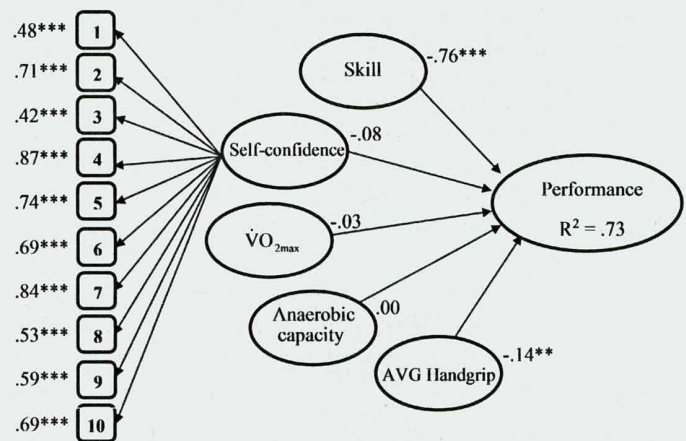 .48*** 1
.71*** 2
.42*** 3
.87*** 4
.74*** 5
.69*** 6
.84*** 7
.53*** 8
.59*** 9
.69*** 10
Skill
-.76***
Self-confidence
-.08
V̇O₂max
-.03
Anaerobic
capacity
.00
AVG Handgrip
-.14**
Performance
R² = .73